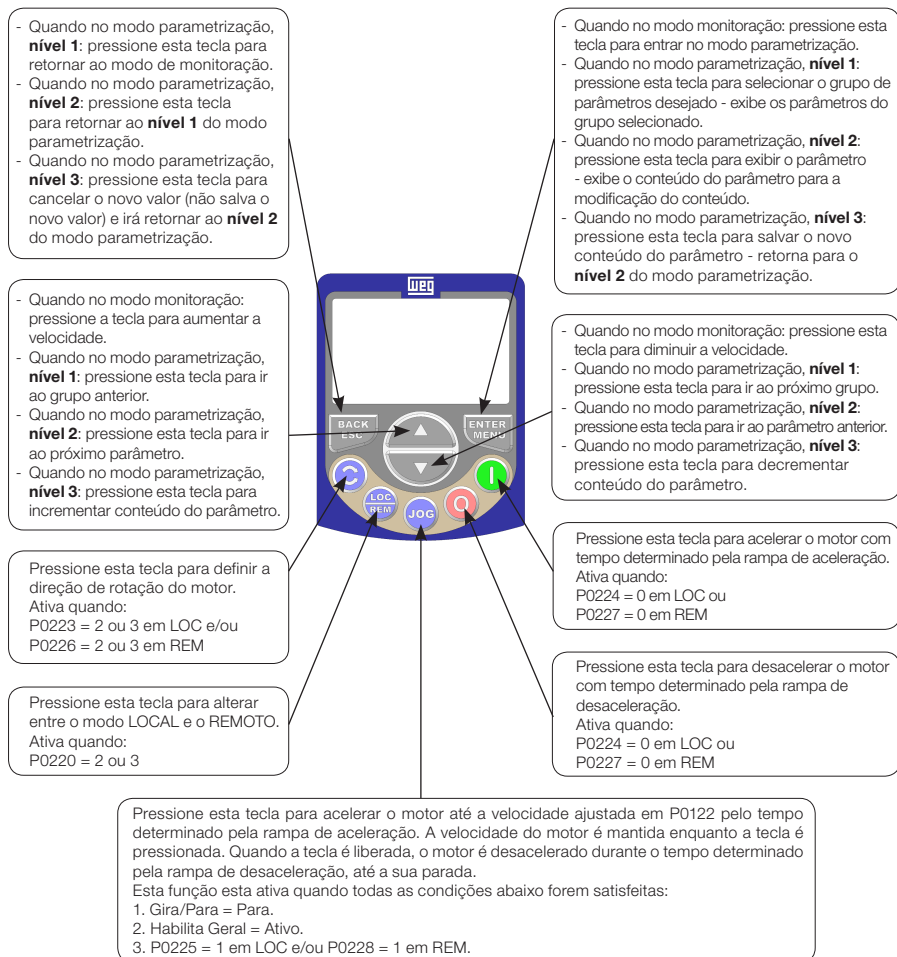 - Quando no modo parametrização,
nível 1: pressione esta tecla para
retornar ao modo de monitoração.
- Quando no modo parametrização,
nível 2: pressione esta tecla
para retornar ao nível 1 do modo
parametrização.
- Quando no modo parametrização,
nível 3: pressione esta tecla para
cancelar o novo valor (não salva o
novo valor) e irá retornar ao nível 2
do modo parametrização.
- Quando no modo monitoração: pressione esta
tecla para entrar no modo parametrização.
- Quando no modo parametrização, nível 1:
pressione esta tecla para selecionar o grupo de
parâmetros desejado - exibe os parâmetros do
grupo selecionado.
- Quando no modo parametrização, nível 2:
pressione esta tecla para exibir o parâmetro
- exibe o conteúdo do parâmetro para a
modificação do conteúdo.
- Quando no modo parametrização, nível 3:
pressione esta tecla para salvar o novo
conteúdo do parâmetro - retorna para o
nível 2 do modo parametrização.
- Quando no modo monitoração:
pressione a tecla para aumentar a
velocidade.
- Quando no modo parametrização,
nível 1: pressione esta tecla para ir
ao grupo anterior.
- Quando no modo parametrização,
nível 2: pressione esta tecla para ir
ao próximo parâmetro.
- Quando no modo parametrização,
nível 3: pressione esta tecla para
incrementar conteúdo do parâmetro.
weg
BACK
ESC
ENTER
MENU
LOC
REM
JOG
- Quando no modo monitoração: pressione esta
tecla para diminuir a velocidade.
- Quando no modo parametrização, nível 1:
pressione esta tecla para ir ao próximo grupo.
- Quando no modo parametrização, nível 2:
pressione esta tecla para ir ao parâmetro anterior.
- Quando no modo parametrização, nível 3:
pressione esta tecla para decrementar
conteúdo do parâmetro.
Pressione esta tecla para definir a
direção de rotação do motor.
Ativa quando:
P0223 = 2 ou 3 em LOC e/ou
P0226 = 2 ou 3 em REM
Pressione esta tecla para acelerar o motor com
tempo determinado pela rampa de aceleração.
Ativa quando:
P0224 = 0 em LOC ou
P0227 = 0 em REM
Pressione esta tecla para alterar
entre o modo LOCAL e o REMOTO.
Ativa quando:
P0220 = 2 ou 3
Pressione esta tecla para desacelerar o motor
com tempo determinado pela rampa de
desaceleração.
Ativa quando:
P0224 = 0 em LOC ou
P0227 = 0 em REM
Pressione esta tecla para acelerar o motor até a velocidade ajustada em P0122 pelo tempo
determinado pela rampa de aceleração. A velocidade do motor é mantida enquanto a tecla é
pressionada. Quando a tecla é liberada, o motor é desacelerado durante o tempo determinado
pela rampa de desaceleração, até a sua parada.
Esta função esta ativa quando todas as condições abaixo forem satisfeitas:
1. Gira/Para = Para.
2. Habilita Geral = Ativo.
3. P0225 = 1 em LOC e/ou P0228 = 1 em REM.